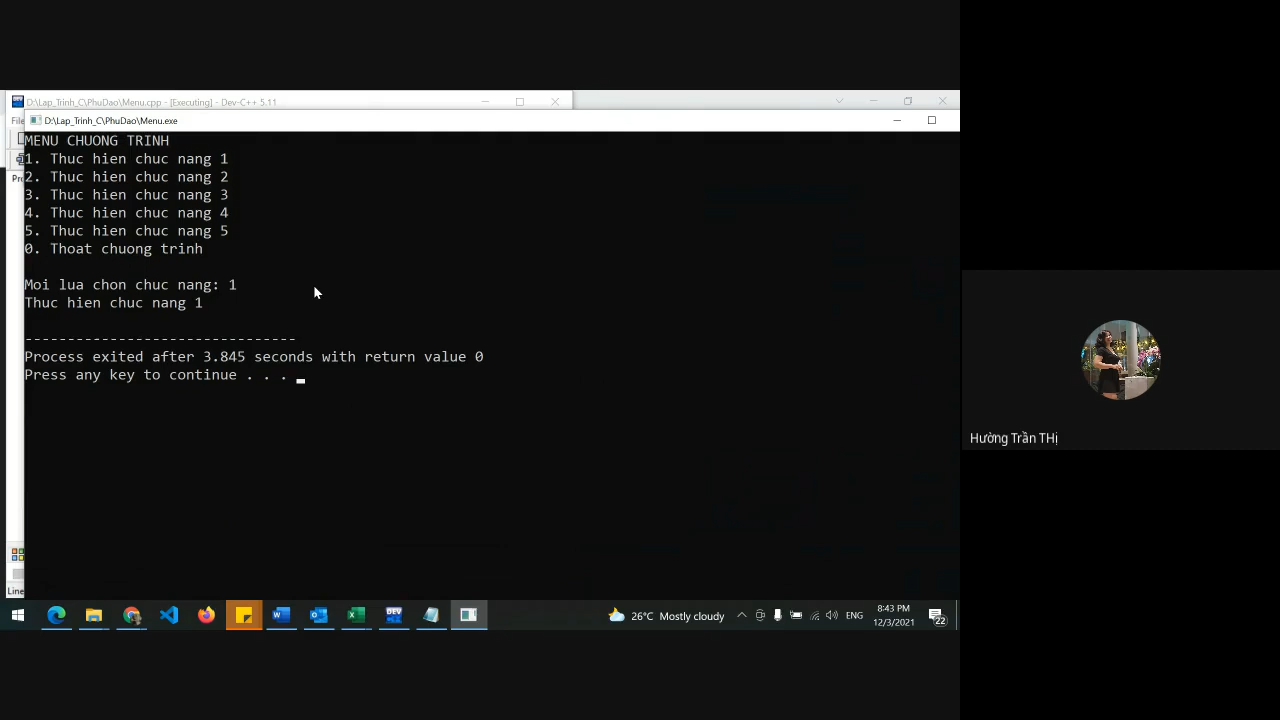 D:\Lap_Trinh_C\PhuDao\Menu.cpp - [Executing] - Dev-C++ 5.11
D:\Lap_Trinh_C\PhuDao\Menu.exe
MENU CHUONG TRINH
1. Thuc hien chuc nang 1
2. Thuc hien chuc nang 2
3. Thuc hien chuc nang 3
4. Thuc hien chuc nang 4
5. Thuc hien chuc nang 5
0. Thoat chuong trinh
Moi lua chon chuc nang: 1
Thuc hien chuc nang 1
--------------------------------
Process exited after 3.845 seconds with return value 0
Press any key to continue . . .
Hường Trần THị
Line
26°C Mostly cloudy
ENG
8:43 PM
12/3/2021
22